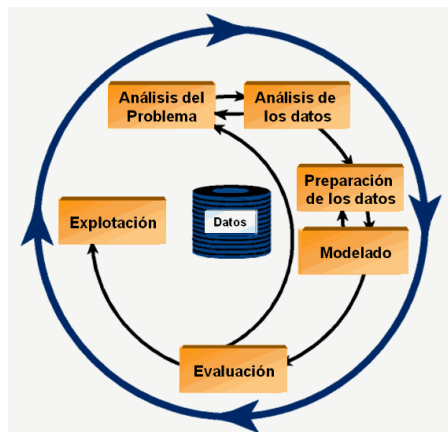 Análisis del
Problema
Análisis de
los datos
Preparación
de los datos
Explotación
Datos
Modelado
Evaluación